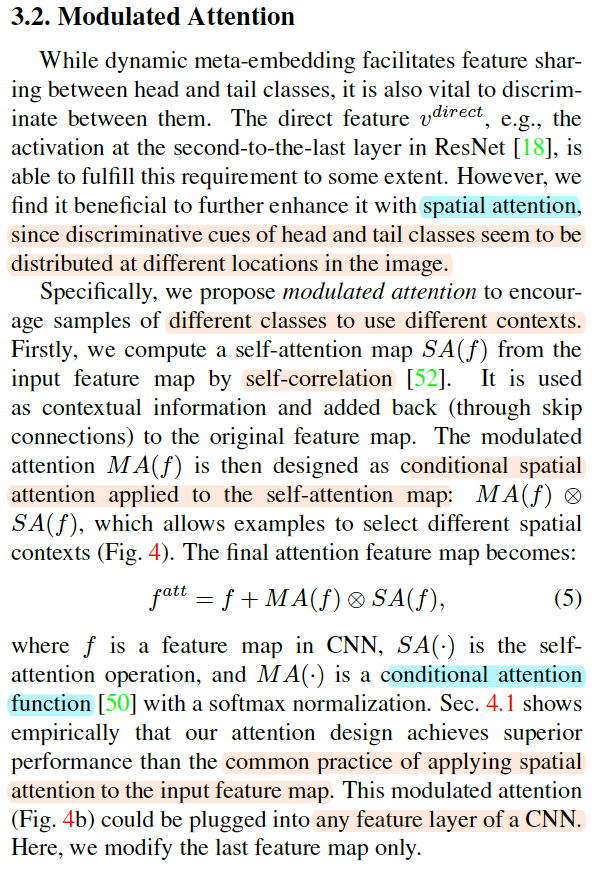 3.2. Modulated Attention
While dynamic meta-embedding facilitates feature shar-
ing between head and tail classes, it is also vital to discrim-
inate between them. The direct feature v^{direct}, e.g., the
activation at the second-to-the-last layer in ResNet [18], is
able to fulfill this requirement to some extent. However, we
find it beneficial to further enhance it with spatial attention,
since discriminative cues of head and tail classes seem to be
distributed at different locations in the image.
Specifically, we propose modulated attention to encour-
age samples of different classes to use different contexts.
Firstly, we compute a self-attention map SA(f) from the
input feature map by self-correlation [52]. It is used
as contextual information and added back (through skip
connections) to the original feature map. The modulated
attention MA(f) is then designed as conditional spatial
attention applied to the self-attention map: MA(f) ⊗
SA(f), which allows examples to select different spatial
contexts (Fig. 4). The final attention feature map becomes:
f^{att} = f + MA(f) ⊗ SA(f), (5)
where f is a feature map in CNN, SA(·) is the self-
attention operation, and MA(·) is a conditional attention
function [50] with a softmax normalization. Sec. 4.1 shows
empirically that our attention design achieves superior
performance than the common practice of applying spatial
attention to the input feature map. This modulated attention
(Fig. 4b) could be plugged into any feature layer of a CNN.
Here, we modify the last feature map only.